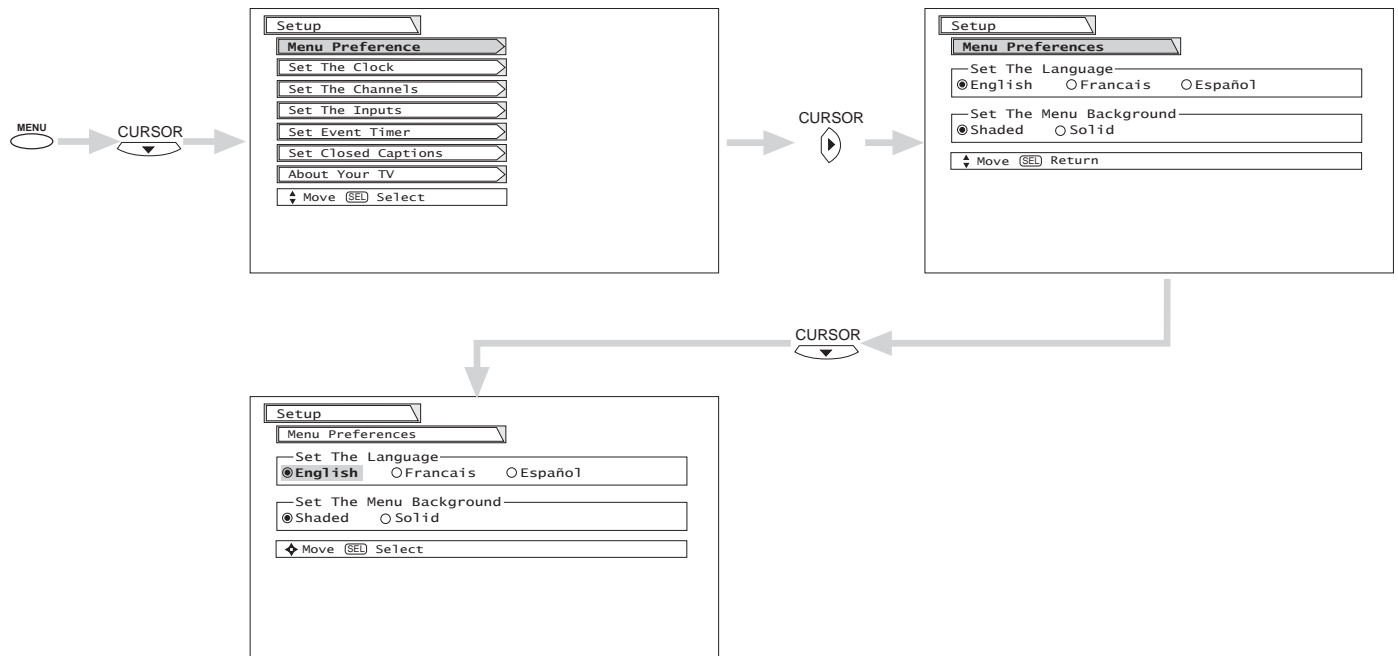 MENU
CURSOR
Setup
Menu Preference
Set The Clock
Set The Channels
Set The Inputs
Set Event Timer
Set Closed Captions
About Your TV
Move SEL Select
CURSOR
Setup
Menu Preferences
Set The Language
English Francais Español
Set The Menu Background
Shaded Solid
Move SEL Return
CURSOR
Setup
Menu Preferences
Set The Language
English Francais Español
Set The Menu Background
Shaded Solid
Move SEL Select